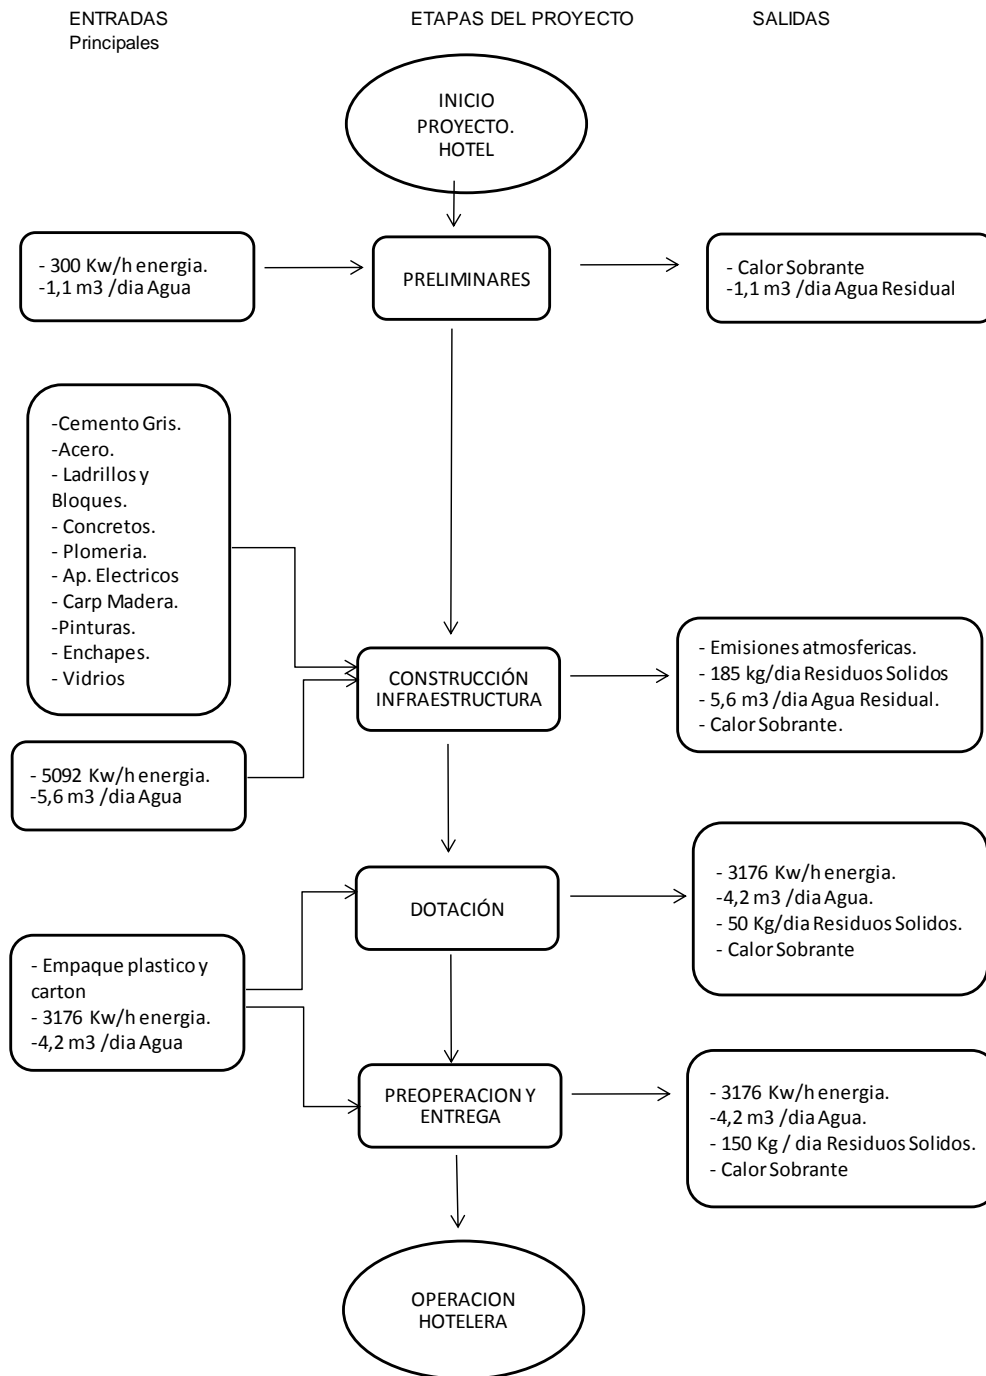 ENTRADAS
Principales
ETAPAS DEL PROYECTO
SALIDAS
INICIO
PROYECTO.
HOTEL
- 300 Kw/h energia.
-1,1 m3 /dia Agua
PRELIMINARES
- Calor Sobrante
-1,1 m3 /dia Agua Residual
-Cemento Gris.
-Acero.
- Ladrillos y
Bloques.
- Concretos.
- Plomeria.
- Ap. Electricos
- Carp Madera.
-Pinturas.
- Enchapes.
- Vidrios
- 5092 Kw/h energia.
-5,6 m3 /dia Agua
CONSTRUCCIÓN
INFRAESTRUCTURA
- Emisiones atmosfericas.
- 185 kg/dia Residuos Solidos
- 5,6 m3 /dia Agua Residual.
- Calor Sobrante.
DOTACIÓN
- 3176 Kw/h energia.
-4,2 m3 /dia Agua.
- 50 Kg/dia Residuos Solidos.
- Calor Sobrante
- Empaque plastico y
carton
- 3176 Kw/h energia.
-4,2 m3 /dia Agua
PREOPERACION Y
ENTREGA
- 3176 Kw/h energia.
-4,2 m3 /dia Agua.
- 150 Kg / dia Residuos Solidos.
- Calor Sobrante
OPERACION
HOTELERA